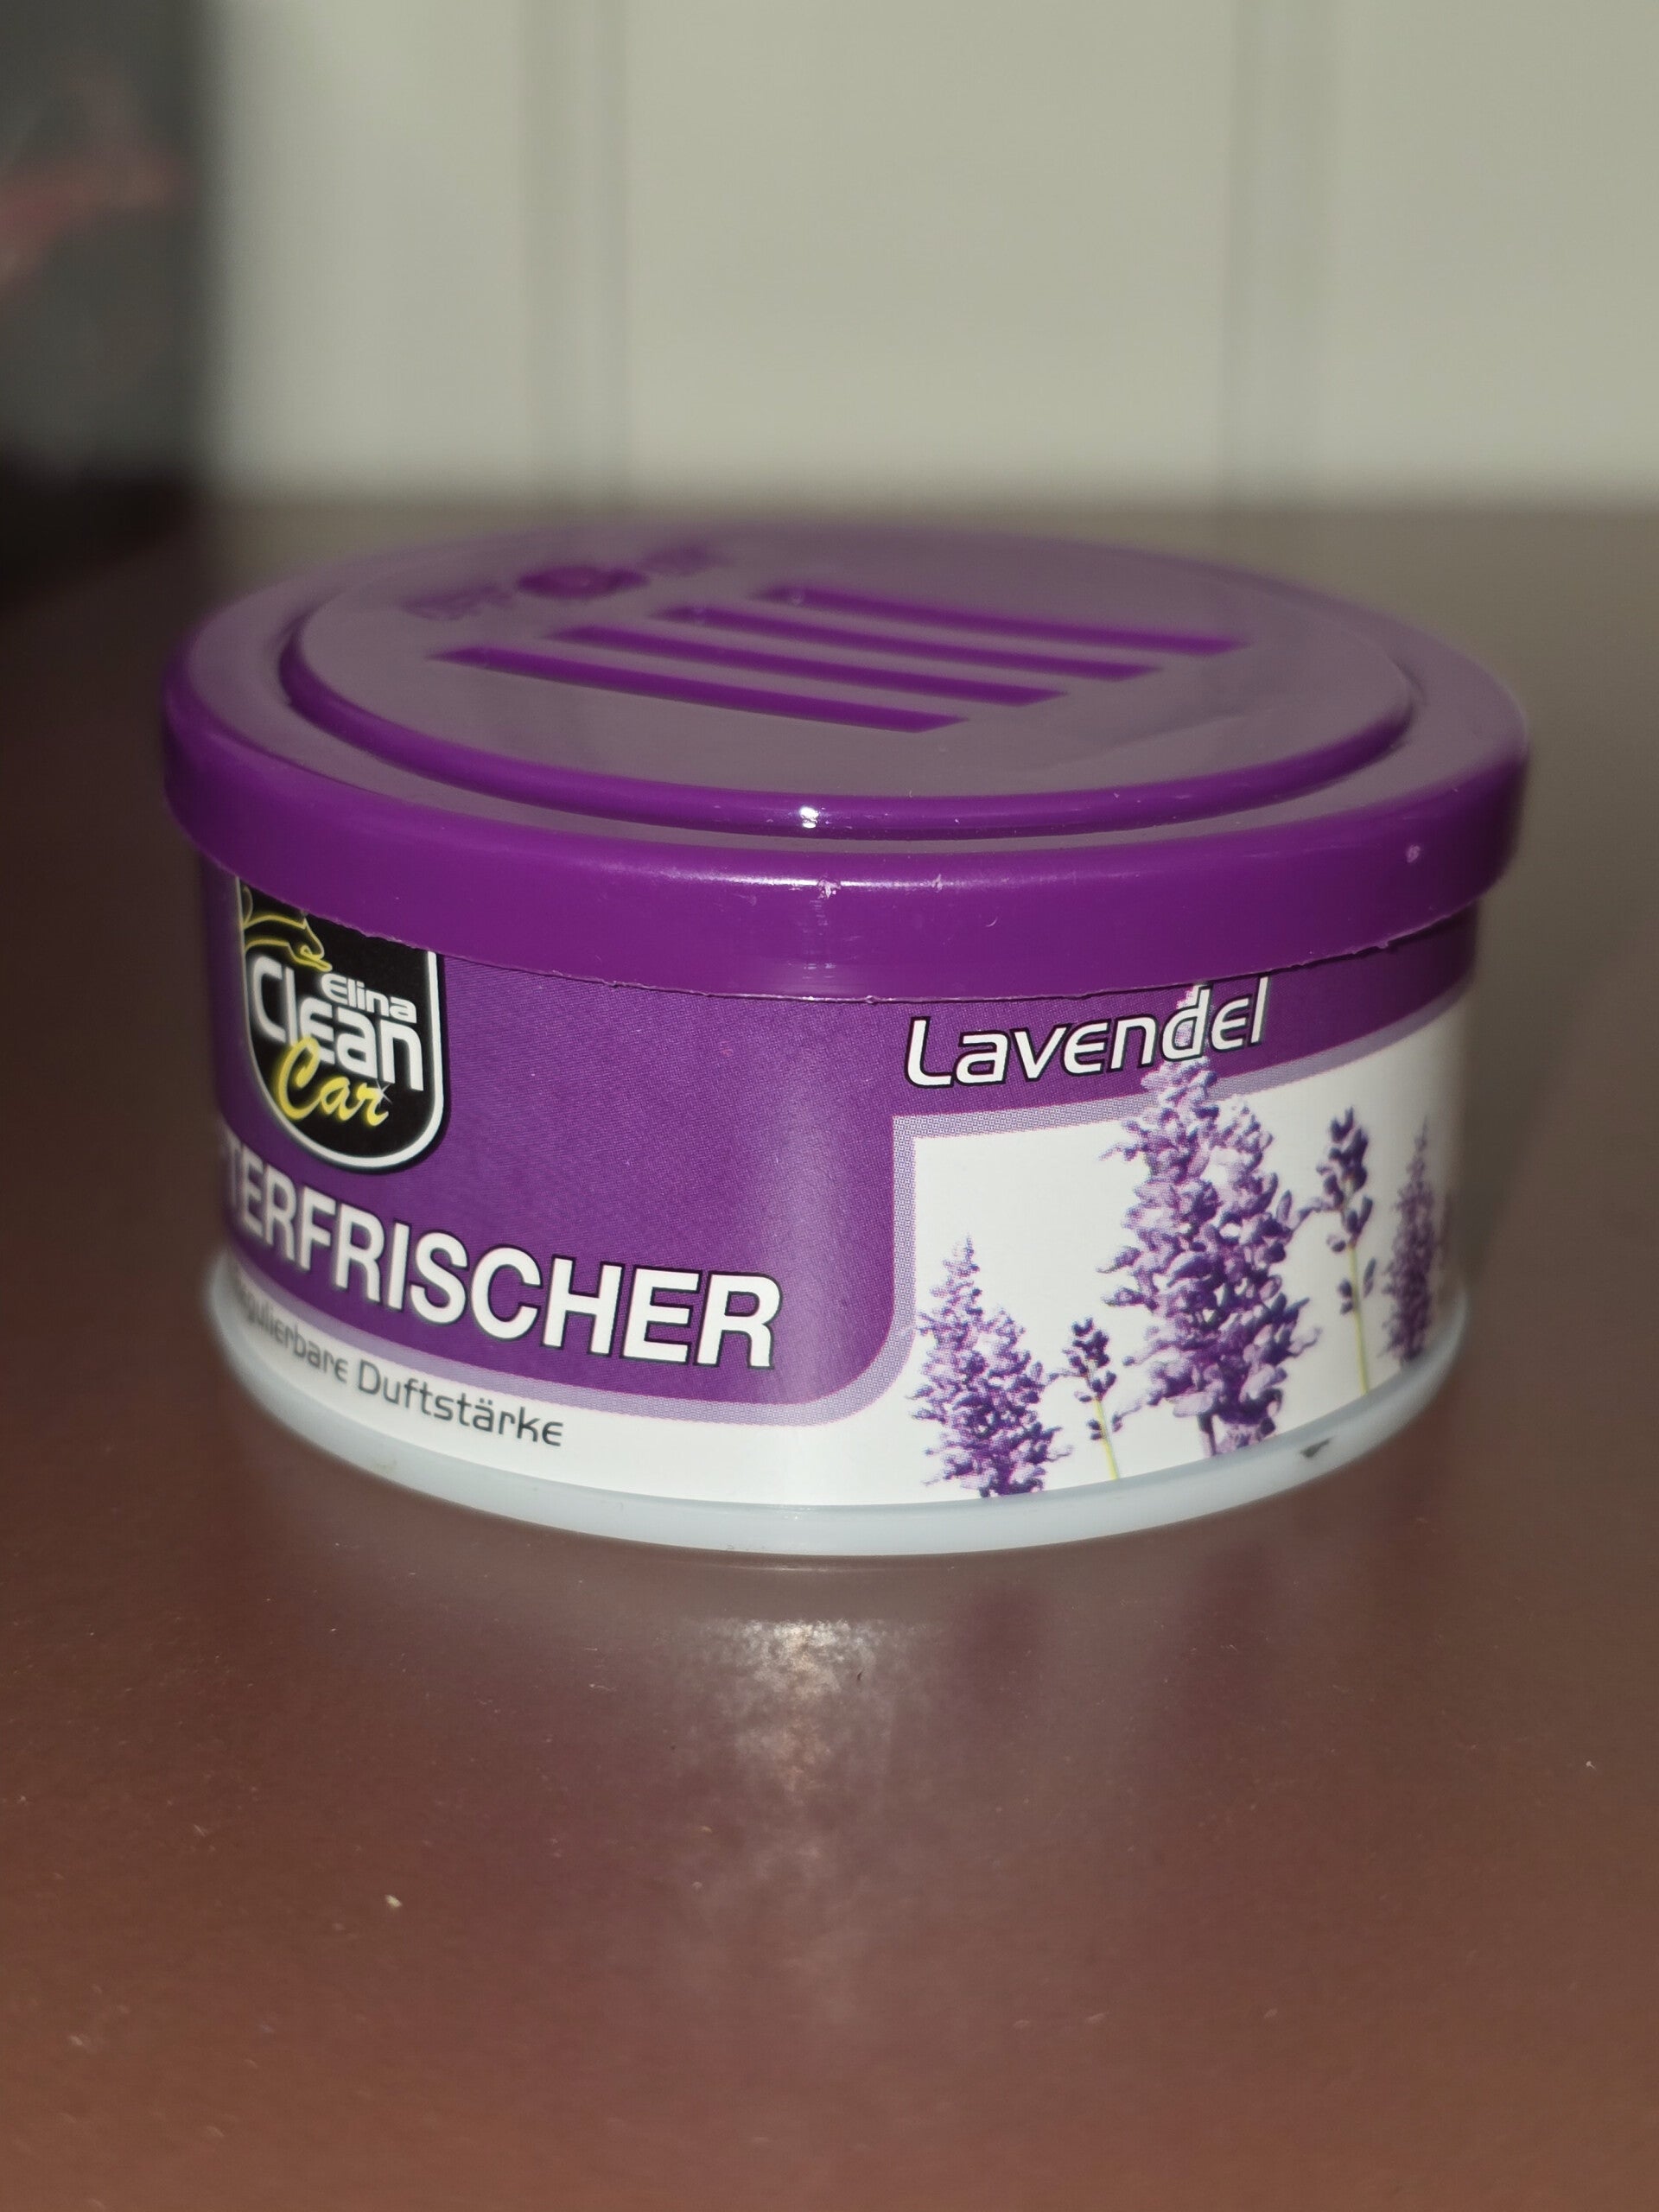 Elina
Clean
Car
Lavendel
TERFRISCHER
gulierbare Duftstärke